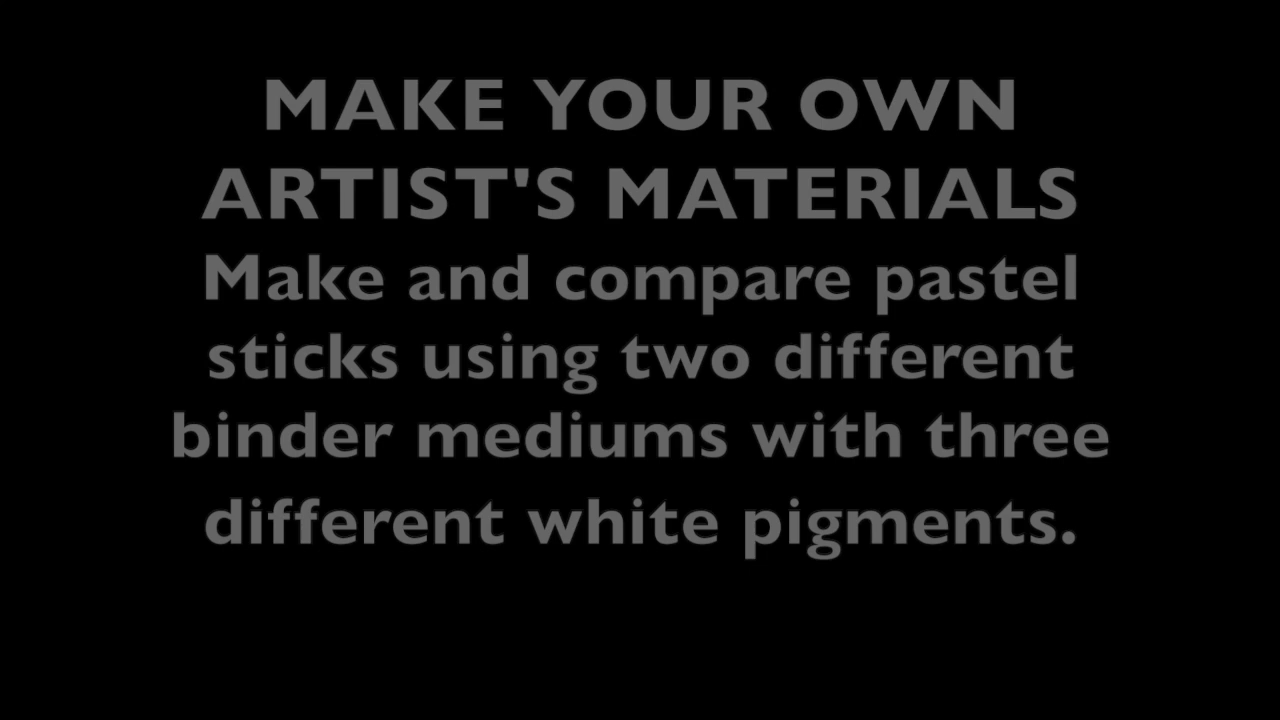 MAKE YOUR OWN
ARTIST'S MATERIALS
Make and compare pastel
sticks using two different
binder mediums with three
different white pigments.